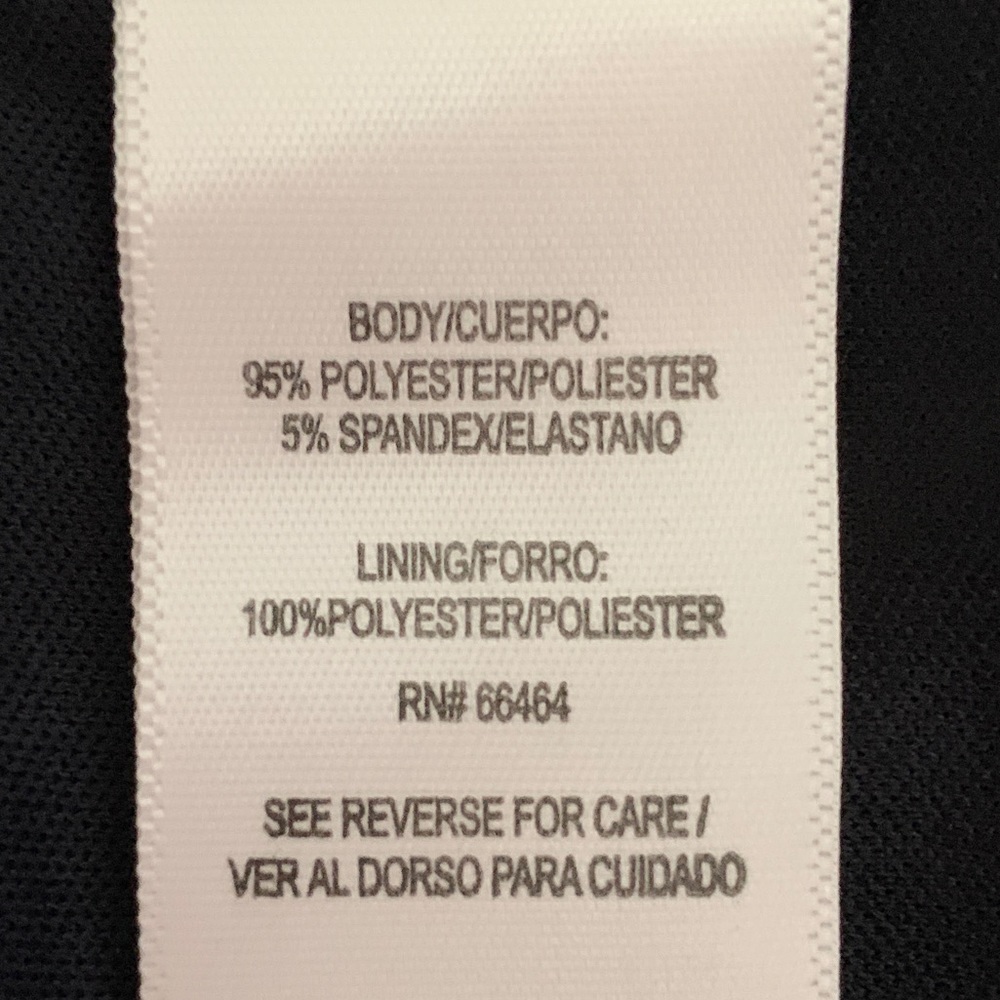 BODY/CUERPO:
95% POLYESTER/POLIESTER
5% SPANDEX/ELASTANO
LINING/FORRO:
100%POLYESTER/POLIESTER
RN# 66464
SEE REVERSE FOR CARE /
VER AL DORSO PARA CUIDADO